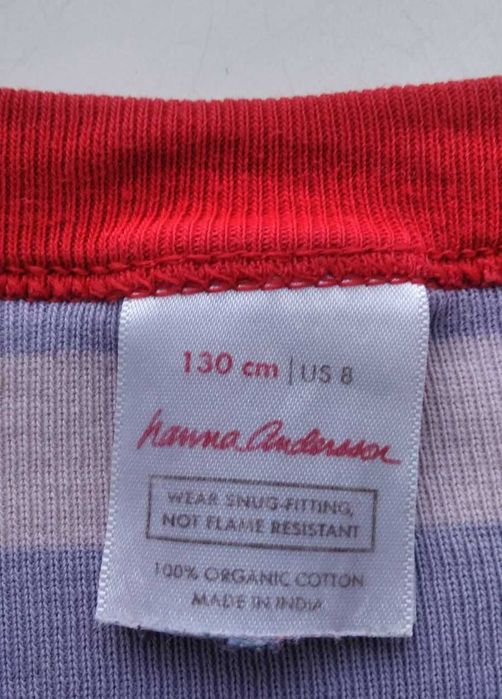 130 cm | US 8
hanna Andersson
WEAR SNUG-FITTING,
NOT FLAME RESISTANT
100% ORGANIC COTTON
MADE IN INDIA